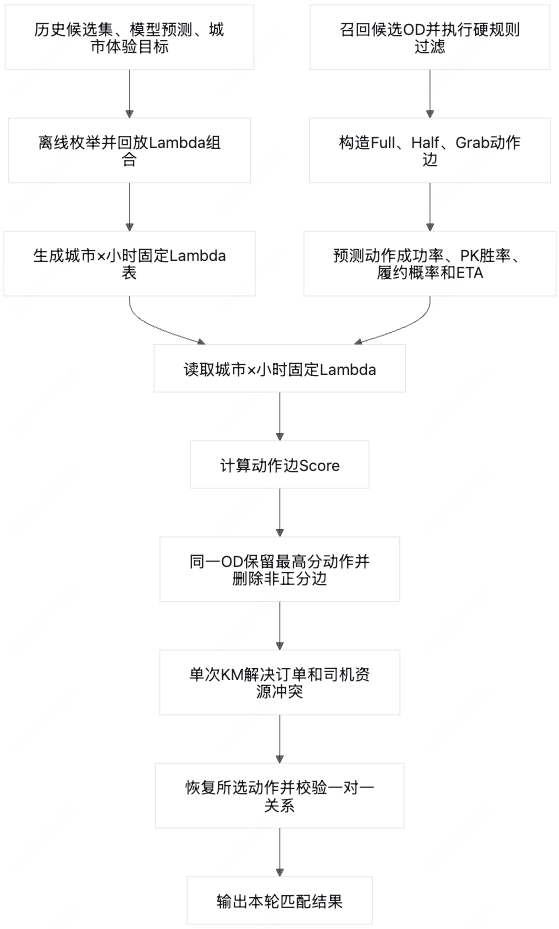 历史候选集、模型预测、城
市体验目标
召回候选OD并执行硬规则
过滤
离线枚举并回放Lambda组
合
构造Full、Half、Grab动作
边
生成城市×小时固定Lambda
表
预测动作成功率、PK胜率、
履约概率和ETA
读取城市×小时固定Lambda
计算动作边Score
同一OD保留最高分动作并
删除非正分边
单次KM解决订单和司机资
源冲突
恢复所选动作并校验一对一
关系
输出本轮匹配结果